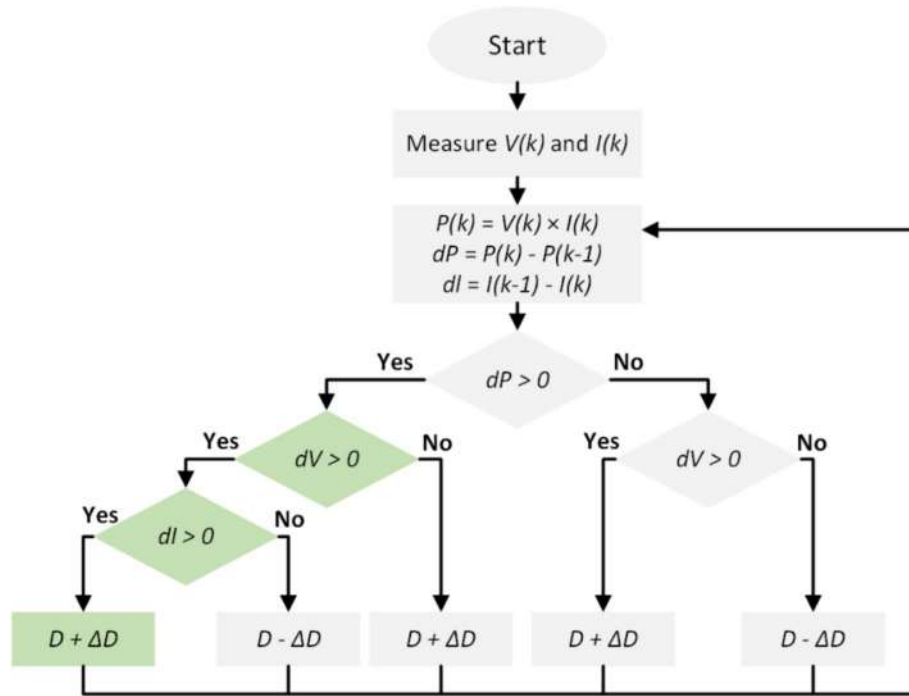 Start
Measure V(k) and I(k)
P(k) = V(k) × I(k)
dP = P(k) - P(k-1)
dI = I(k-1) - I(k)
Yes
dP > 0
No
Yes
dV > 0
No
Yes
dV > 0
No
Yes
dI > 0
No
D + ΔD
D - ΔD
D + ΔD
D + ΔD
D - ΔD